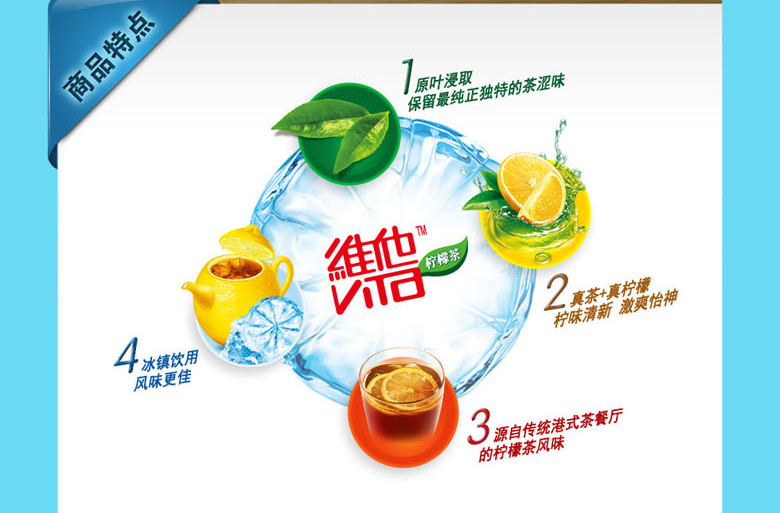 商品特点
1 原叶浸取
保留最纯正独特的茶涩味
維他™
VITA
柠檬茶
2 真茶+真柠檬
柠味清新 激爽怡神
3 源自传统港式茶餐厅
的柠檬茶风味
4 冰镇饮用
风味更佳